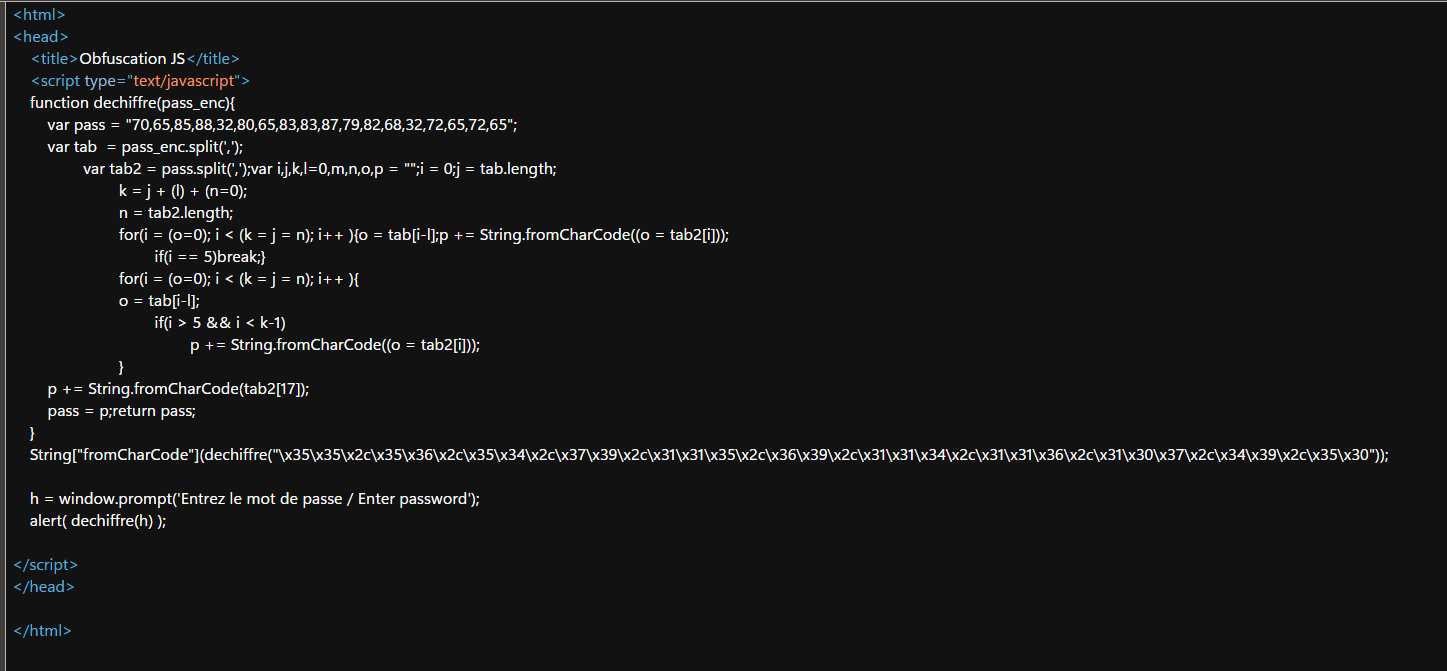 <html>
<head>
<title>Obfuscation JS</title>
<script type="text/javascript">
function dechiffre(pass_enc){
var pass = "70,65,85,88,32,80,65,83,83,87,79,82,68,32,72,65,72,65";
var tab  = pass_enc.split(',');
var tab2 = pass.split(',');var i,j,k,l=0,m,n,o,p = "";i = 0;j = tab.length;
k = j + (l) + (n=0);
n = tab2.length;
for(i = (o=0); i < (k = j = n); i++ ){o = tab[i-l];p += String.fromCharCode((o = tab2[i]));
if(i == 5)break;}
for(i = (o=0); i < (k = j = n); i++ ){
o = tab[i-l];
if(i > 5 && i < k-1)
p += String.fromCharCode((o = tab2[i]));
}
p += String.fromCharCode(tab2[17]);
pass = p;return pass;
}
String["fromCharCode"](dechiffre("\x35\x35\x2c\x35\x36\x2c\x35\x34\x2c\x37\x39\x2c\x31\x31\x35\x2c\x36\x39\x2c\x31\x31\x34\x2c\x31\x31\x36\x2c\x31\x30\x37\x2c\x34\x39\x2c\x35\x30"));
h = window.prompt('Entrez le mot de passe / Enter password');
alert( dechiffre(h) );
</script>
</head>
</html>